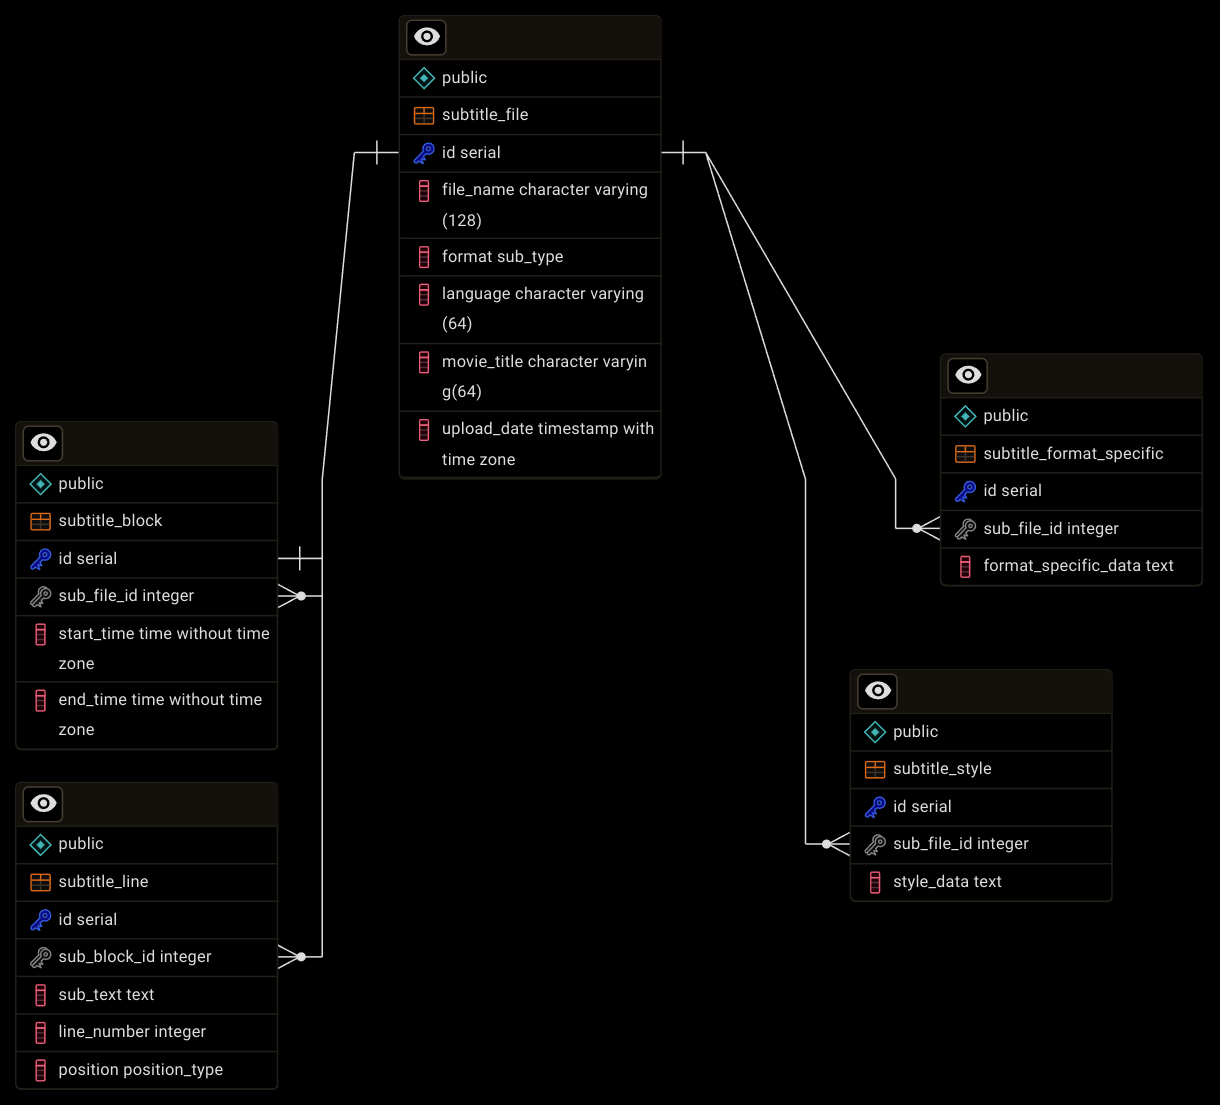 public
subtitle_file
id serial
file_name character varying
(128)
format sub_type
language character varying
(64)
movie_title character varyin
g(64)
upload_date timestamp with
time zone
public
subtitle_block
id serial
sub_file_id integer
start_time time without time
zone
end_time time without time
zone
public
subtitle_line
id serial
sub_block_id integer
sub_text text
line_number integer
position position_type
public
subtitle_format_specific
id serial
sub_file_id integer
format_specific_data text
public
subtitle_style
id serial
sub_file_id integer
style_data text